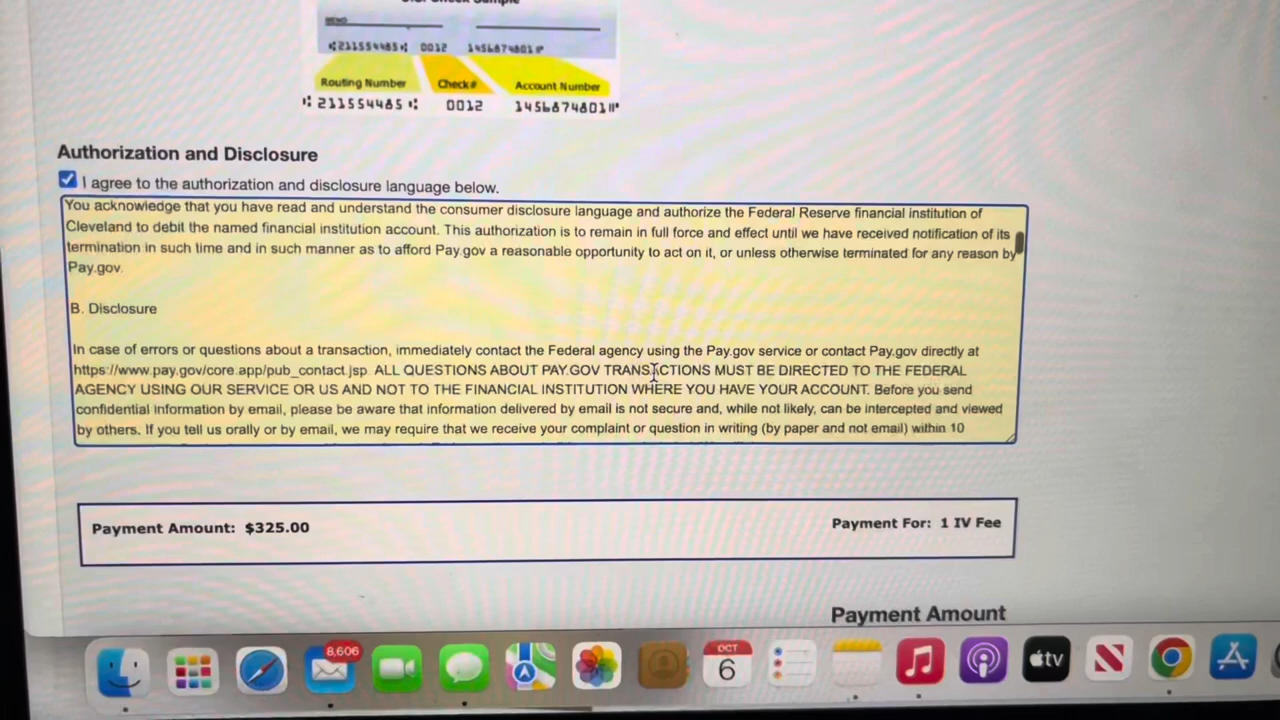 MEMO
⑆211554485⑆ 0012 1456874801⑈
Routing Number Check# Account Number
⑆211554485⑆ 0012 1456874801⑈
Authorization and Disclosure
I agree to the authorization and disclosure language below.
You acknowledge that you have read and understand the consumer disclosure language and authorize the Federal Reserve financial institution of
Cleveland to debit the named financial institution account. This authorization is to remain in full force and effect until we have received notification of its
termination in such time and in such manner as to afford Pay.gov a reasonable opportunity to act on it, or unless otherwise terminated for any reason by
Pay.gov.
B. Disclosure
In case of errors or questions about a transaction, immediately contact the Federal agency using the Pay.gov service or contact Pay.gov directly at
https://www.pay.gov/core.app/pub_contact.jsp. ALL QUESTIONS ABOUT PAY.GOV TRANSACTIONS MUST BE DIRECTED TO THE FEDERAL
AGENCY USING OUR SERVICE OR US AND NOT TO THE FINANCIAL INSTITUTION WHERE YOU HAVE YOUR ACCOUNT. Before you send
confidential information by email, please be aware that information delivered by email is not secure and, while not likely, can be intercepted and viewed
by others. If you tell us orally or by email, we may require that we receive your complaint or question in writing (by paper and not email) within 10
Payment Amount: $325.00 Payment For: 1 IV Fee
Payment Amount
8,606
OCT
6
tv